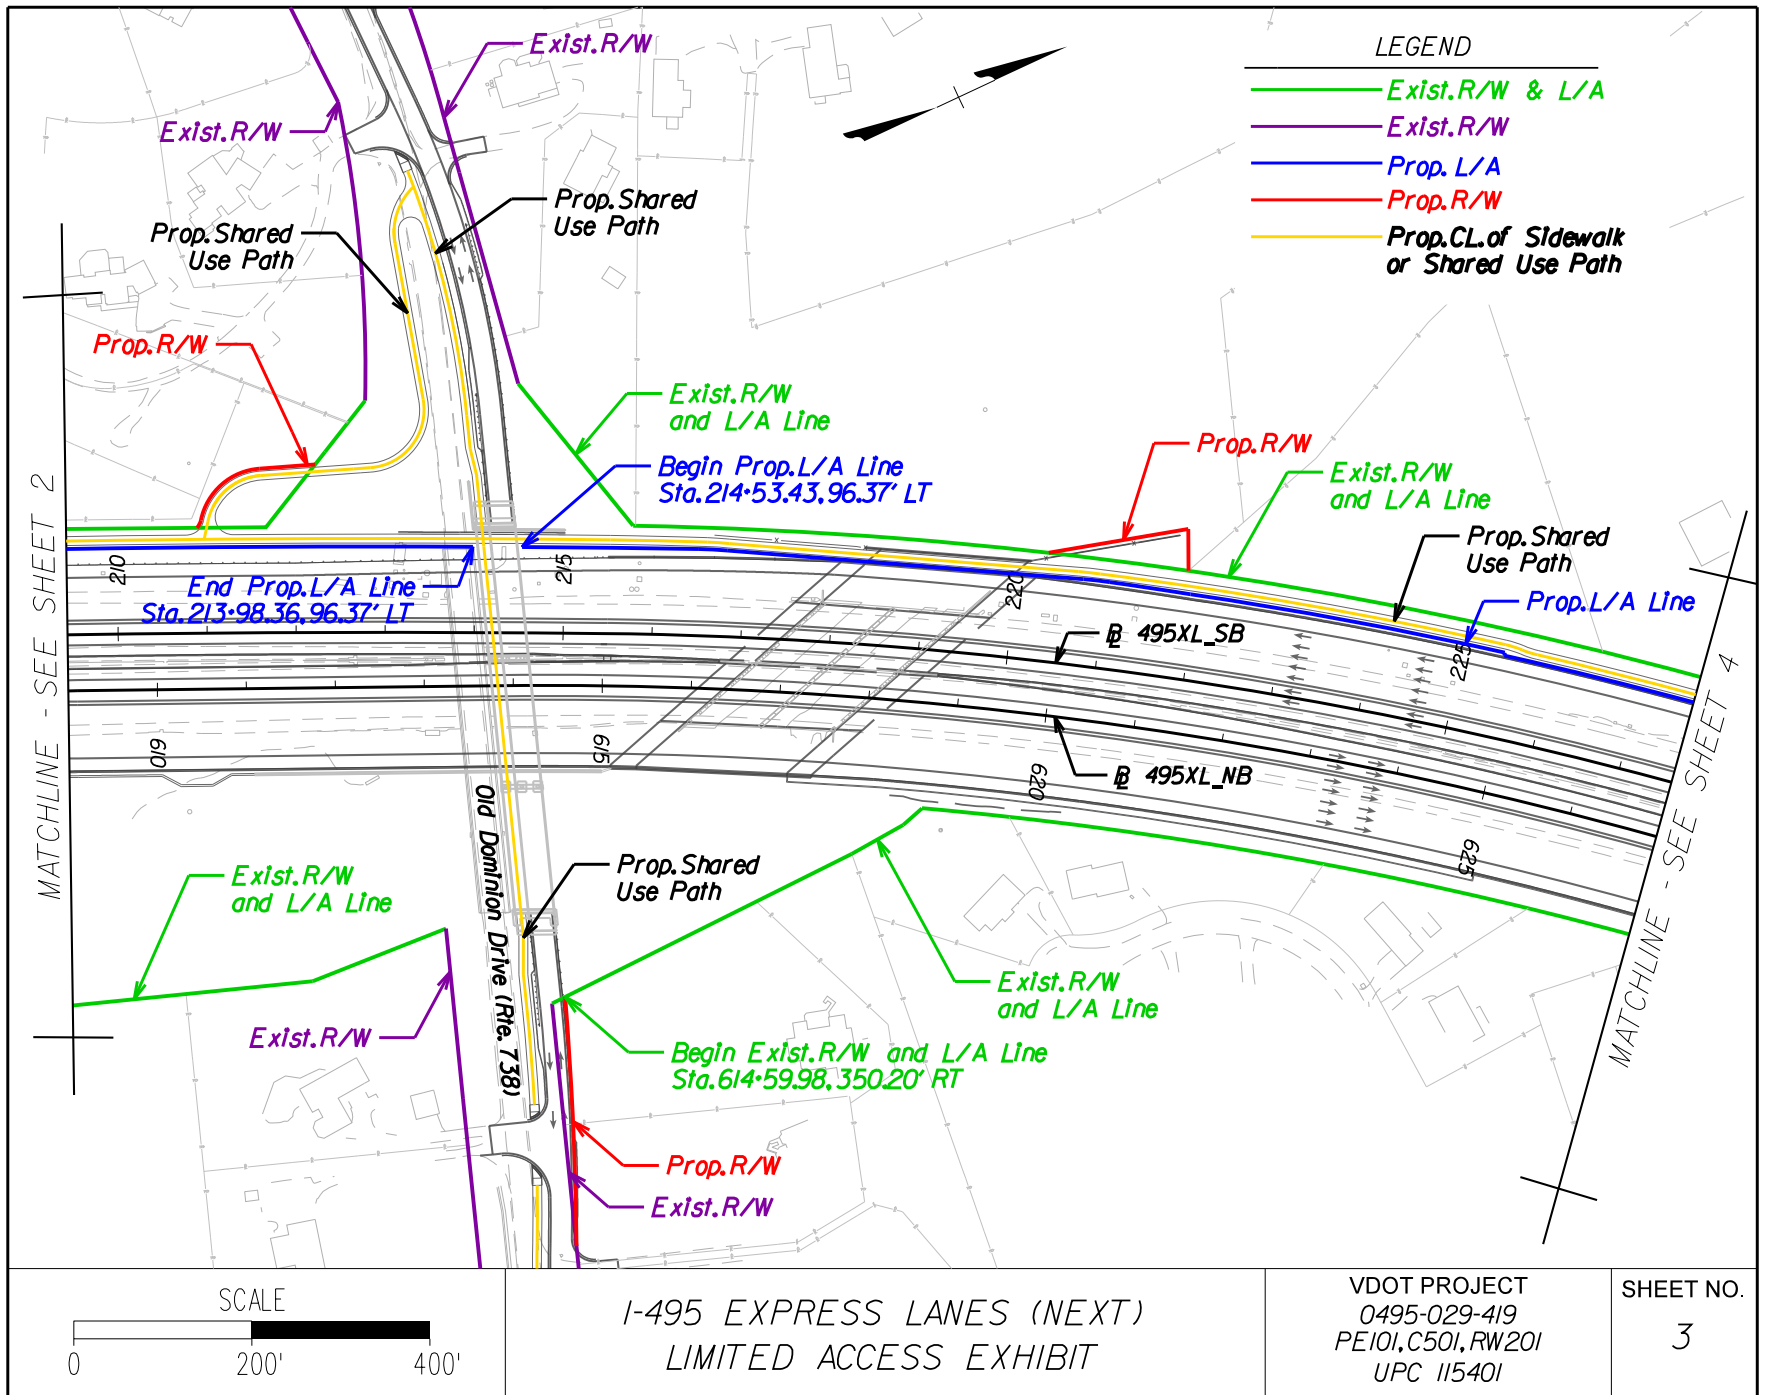 Exist. R/W
Exist. R/W
Prop. Shared
Use Path
Prop. Shared
Use Path
LEGEND
Exist. R/W & L/A
Exist. R/W
Prop. L/A
Prop. R/W
Prop. CL. of Sidewalk
or Shared Use Path
Prop. R/W
Exist. R/W
and L/A Line
Begin Prop. L/A Line
Sta. 214+53.43, 96.37' LT
Prop. R/W
Exist. R/W
and L/A Line
Prop. Shared
Use Path
Prop. L/A Line
End Prop. L/A Line
Sta. 213+98.36, 96.37' LT
210
215
220
225
MATCHLINE - SEE SHEET 2
MATCHLINE - SEE SHEET 4
BL 495XL_SB
BL 495XL_NB
610
615
620
625
Old Dominion Drive (Rte. 738)
Exist. R/W
and L/A Line
Prop. Shared
Use Path
Exist. R/W
and L/A Line
Exist. R/W
Begin Exist. R/W and L/A Line
Sta. 614+59.98, 350.20' RT
Prop. R/W
Exist. R/W
SCALE
0 200' 400'
I-495 EXPRESS LANES (NEXT)
LIMITED ACCESS EXHIBIT
VDOT PROJECT
0495-029-419
PE101, C501, RW201
UPC 115401
SHEET NO.
3